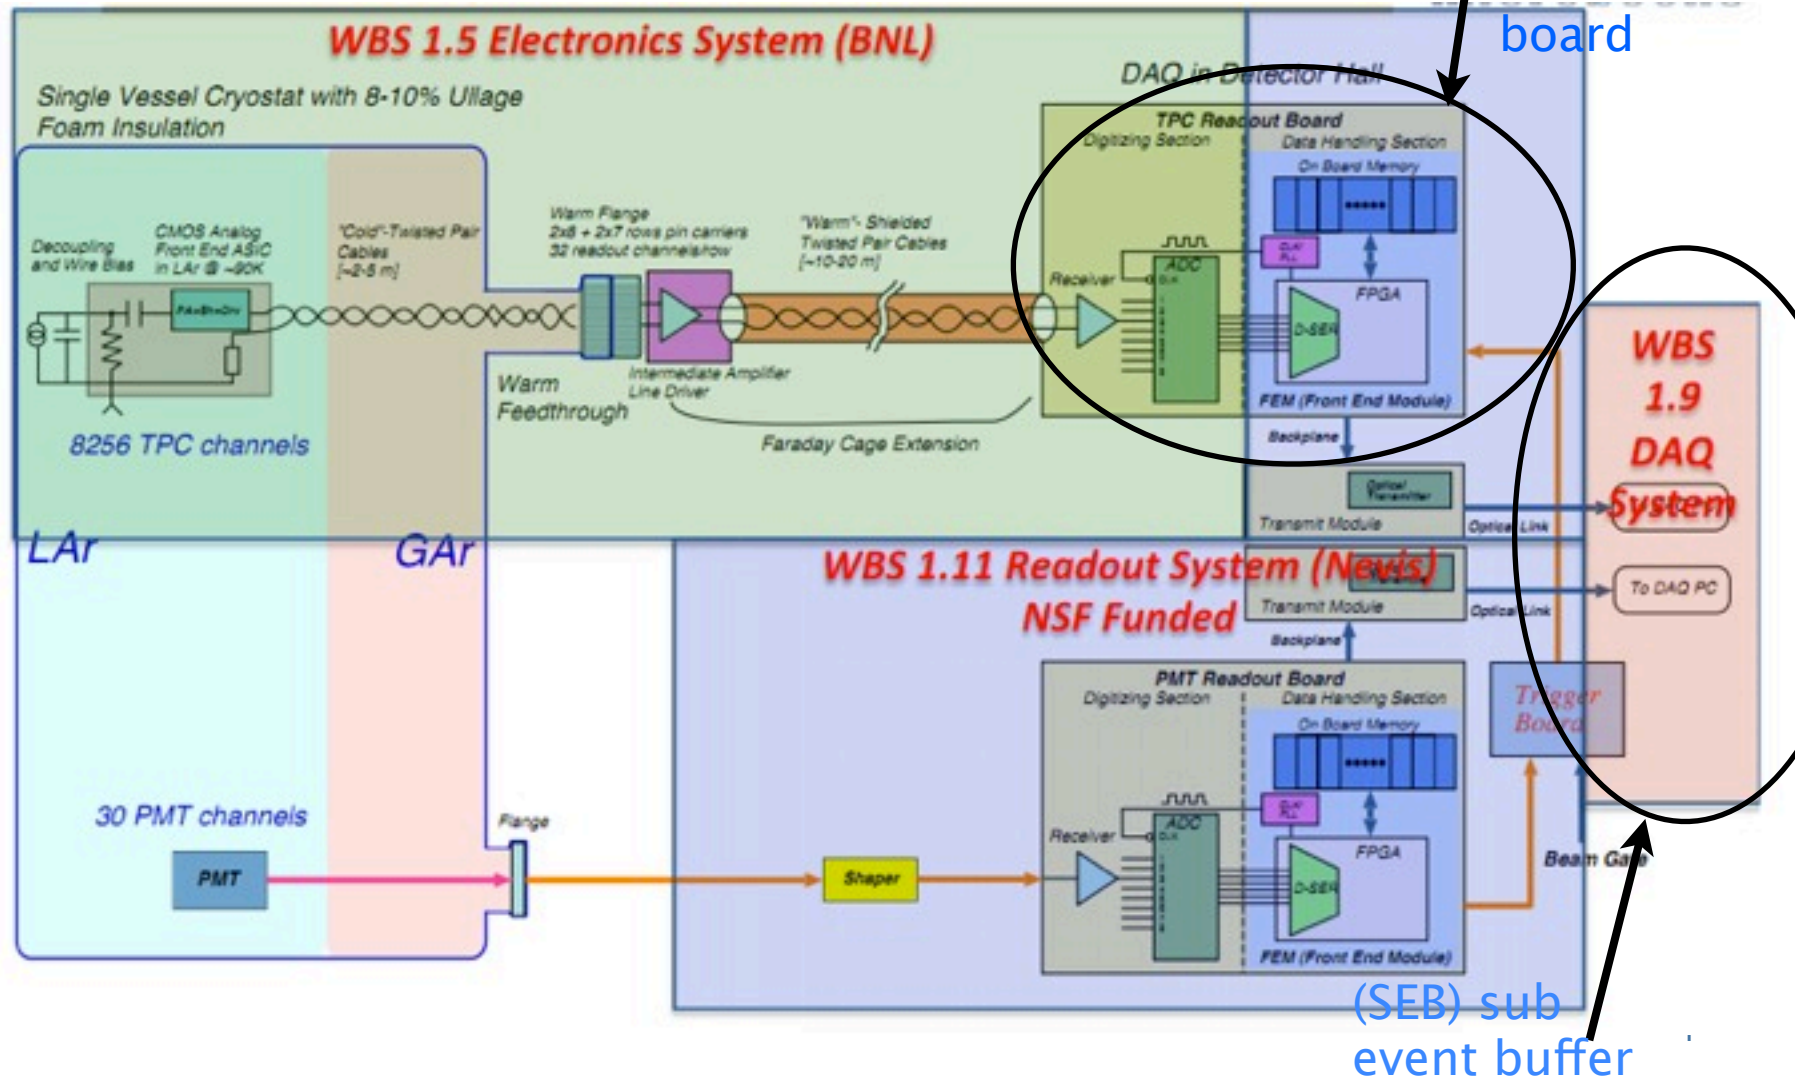 board
WBS 1.5 Electronics System (BNL)
DAQ in Detector Hall
Single Vessel Cryostat with 8-10% Ullage
Foam Insulation
TPC Readout Board
Digitizing Section
Data Handling Section
On Board Memory
Decoupling
and Wire Bias
CMOS Analog
Front End ASIC
in LAr @ ~90K
"Cold"-Twisted Pair
Cables
[~2-5 m]
Warm Flange
2x8 + 2x7 rows pin carriers
32 readout channels/row
"Warm"- Shielded
Twisted Pair Cables
[~10-20 m]
Receiver
ADC
CLK
FPGA
D-SER
FEM (Front End Module)
Intermediate Amplifier
Line Driver
Warm
Feedthrough
Faraday Cage Extension
8256 TPC channels
Backplane
Optical
Transmitter
Transmit Module
Optical Link
WBS
1.9
DAQ
System
LAr
GAr
WBS 1.11 Readout System (Nevis)
NSF Funded
Transmit Module
Optical Link
To DAQ PC
Backplane
PMT Readout Board
Digitizing Section
Data Handling Section
On Board Memory
Trigger
Board
30 PMT channels
Flange
PMT
Shaper
Receiver
ADC
CLK
FPGA
D-SER
FEM (Front End Module)
Beam Gate
(SEB) sub
event buffer